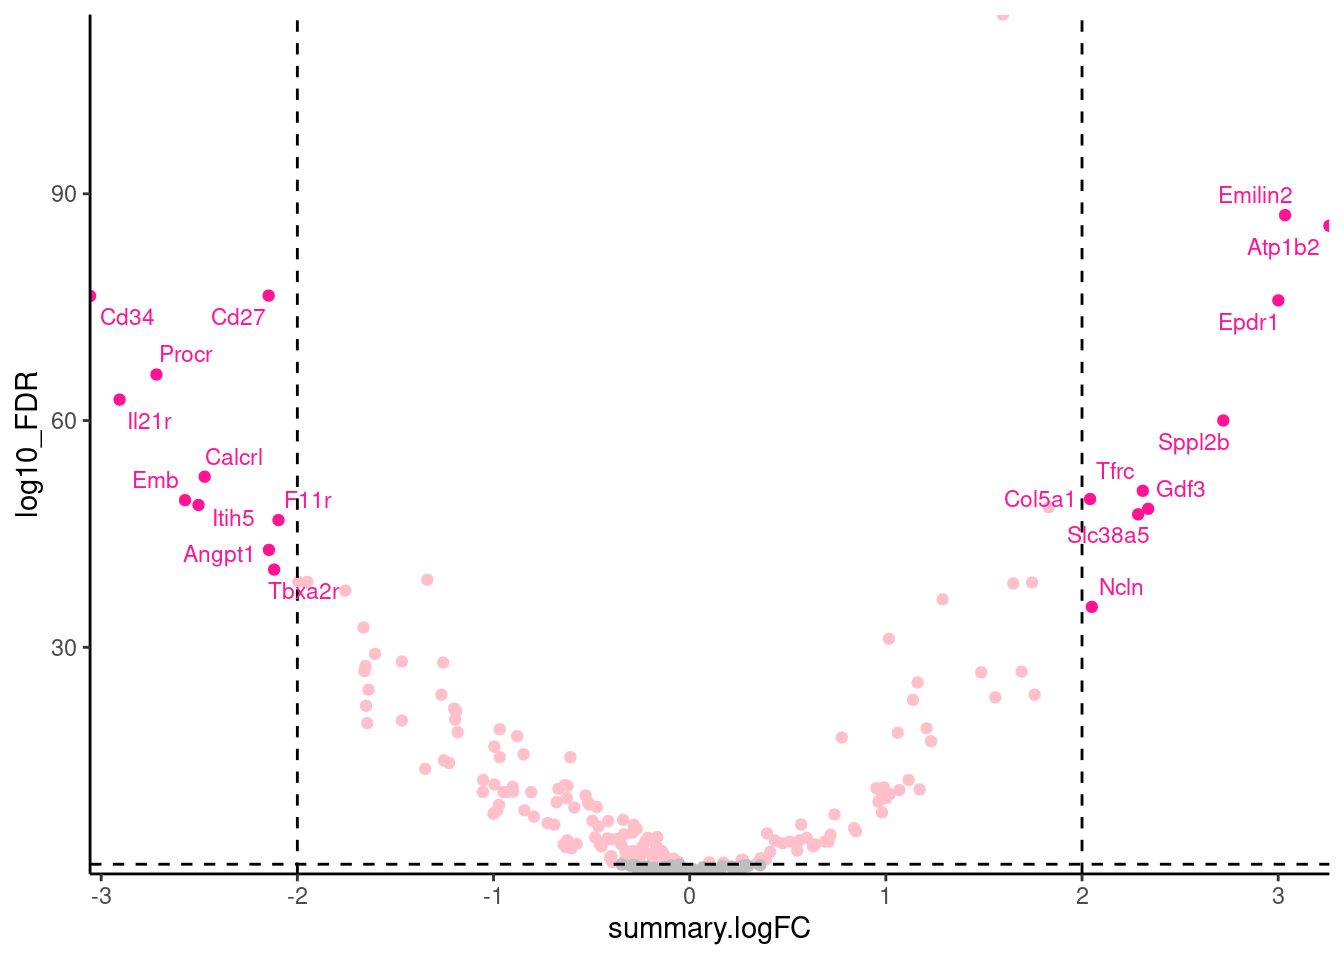 90
60
30
log10_FDR
Emilin2
Atp1b2
Epdr1
Cd34
Cd27
Procr
Il21r
Sppl2b
Calcrl
Emb
Tfrc
Gdf3
Col5a1
F11r
Itih5
Slc38a5
Angpt1
Tbxa2r
Ncln
-3
-2
-1
0
1
2
3
summary.logFC